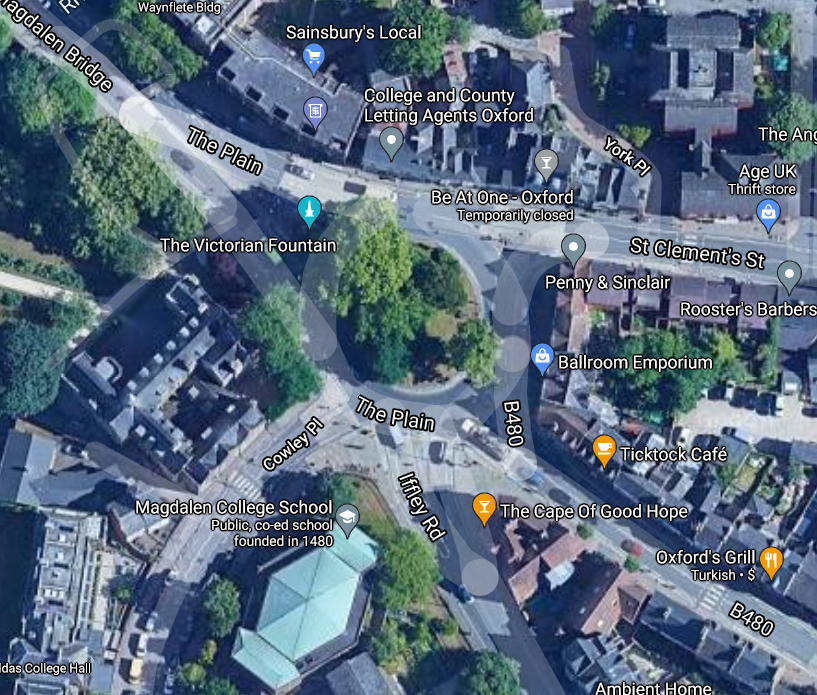 Waynflete Bldg
Magdalen Bridge
Sainsbury's Local
College and County
Letting Agents Oxford
The Plain
York Pl
The Ang
Age UK
Thrift store
Be At One - Oxford
Temporarily closed
The Victorian Fountain
St Clement's St
Penny & Sinclair
Rooster's Barbers
Ballroom Emporium
The Plain
B480
Cowley Pl
Ticktock Café
Iffley Rd
Magdalen College School
Public, co-ed school
founded in 1480
The Cape Of Good Hope
Oxford's Grill
Turkish · $
B480
ldas College Hall
Ambient Home